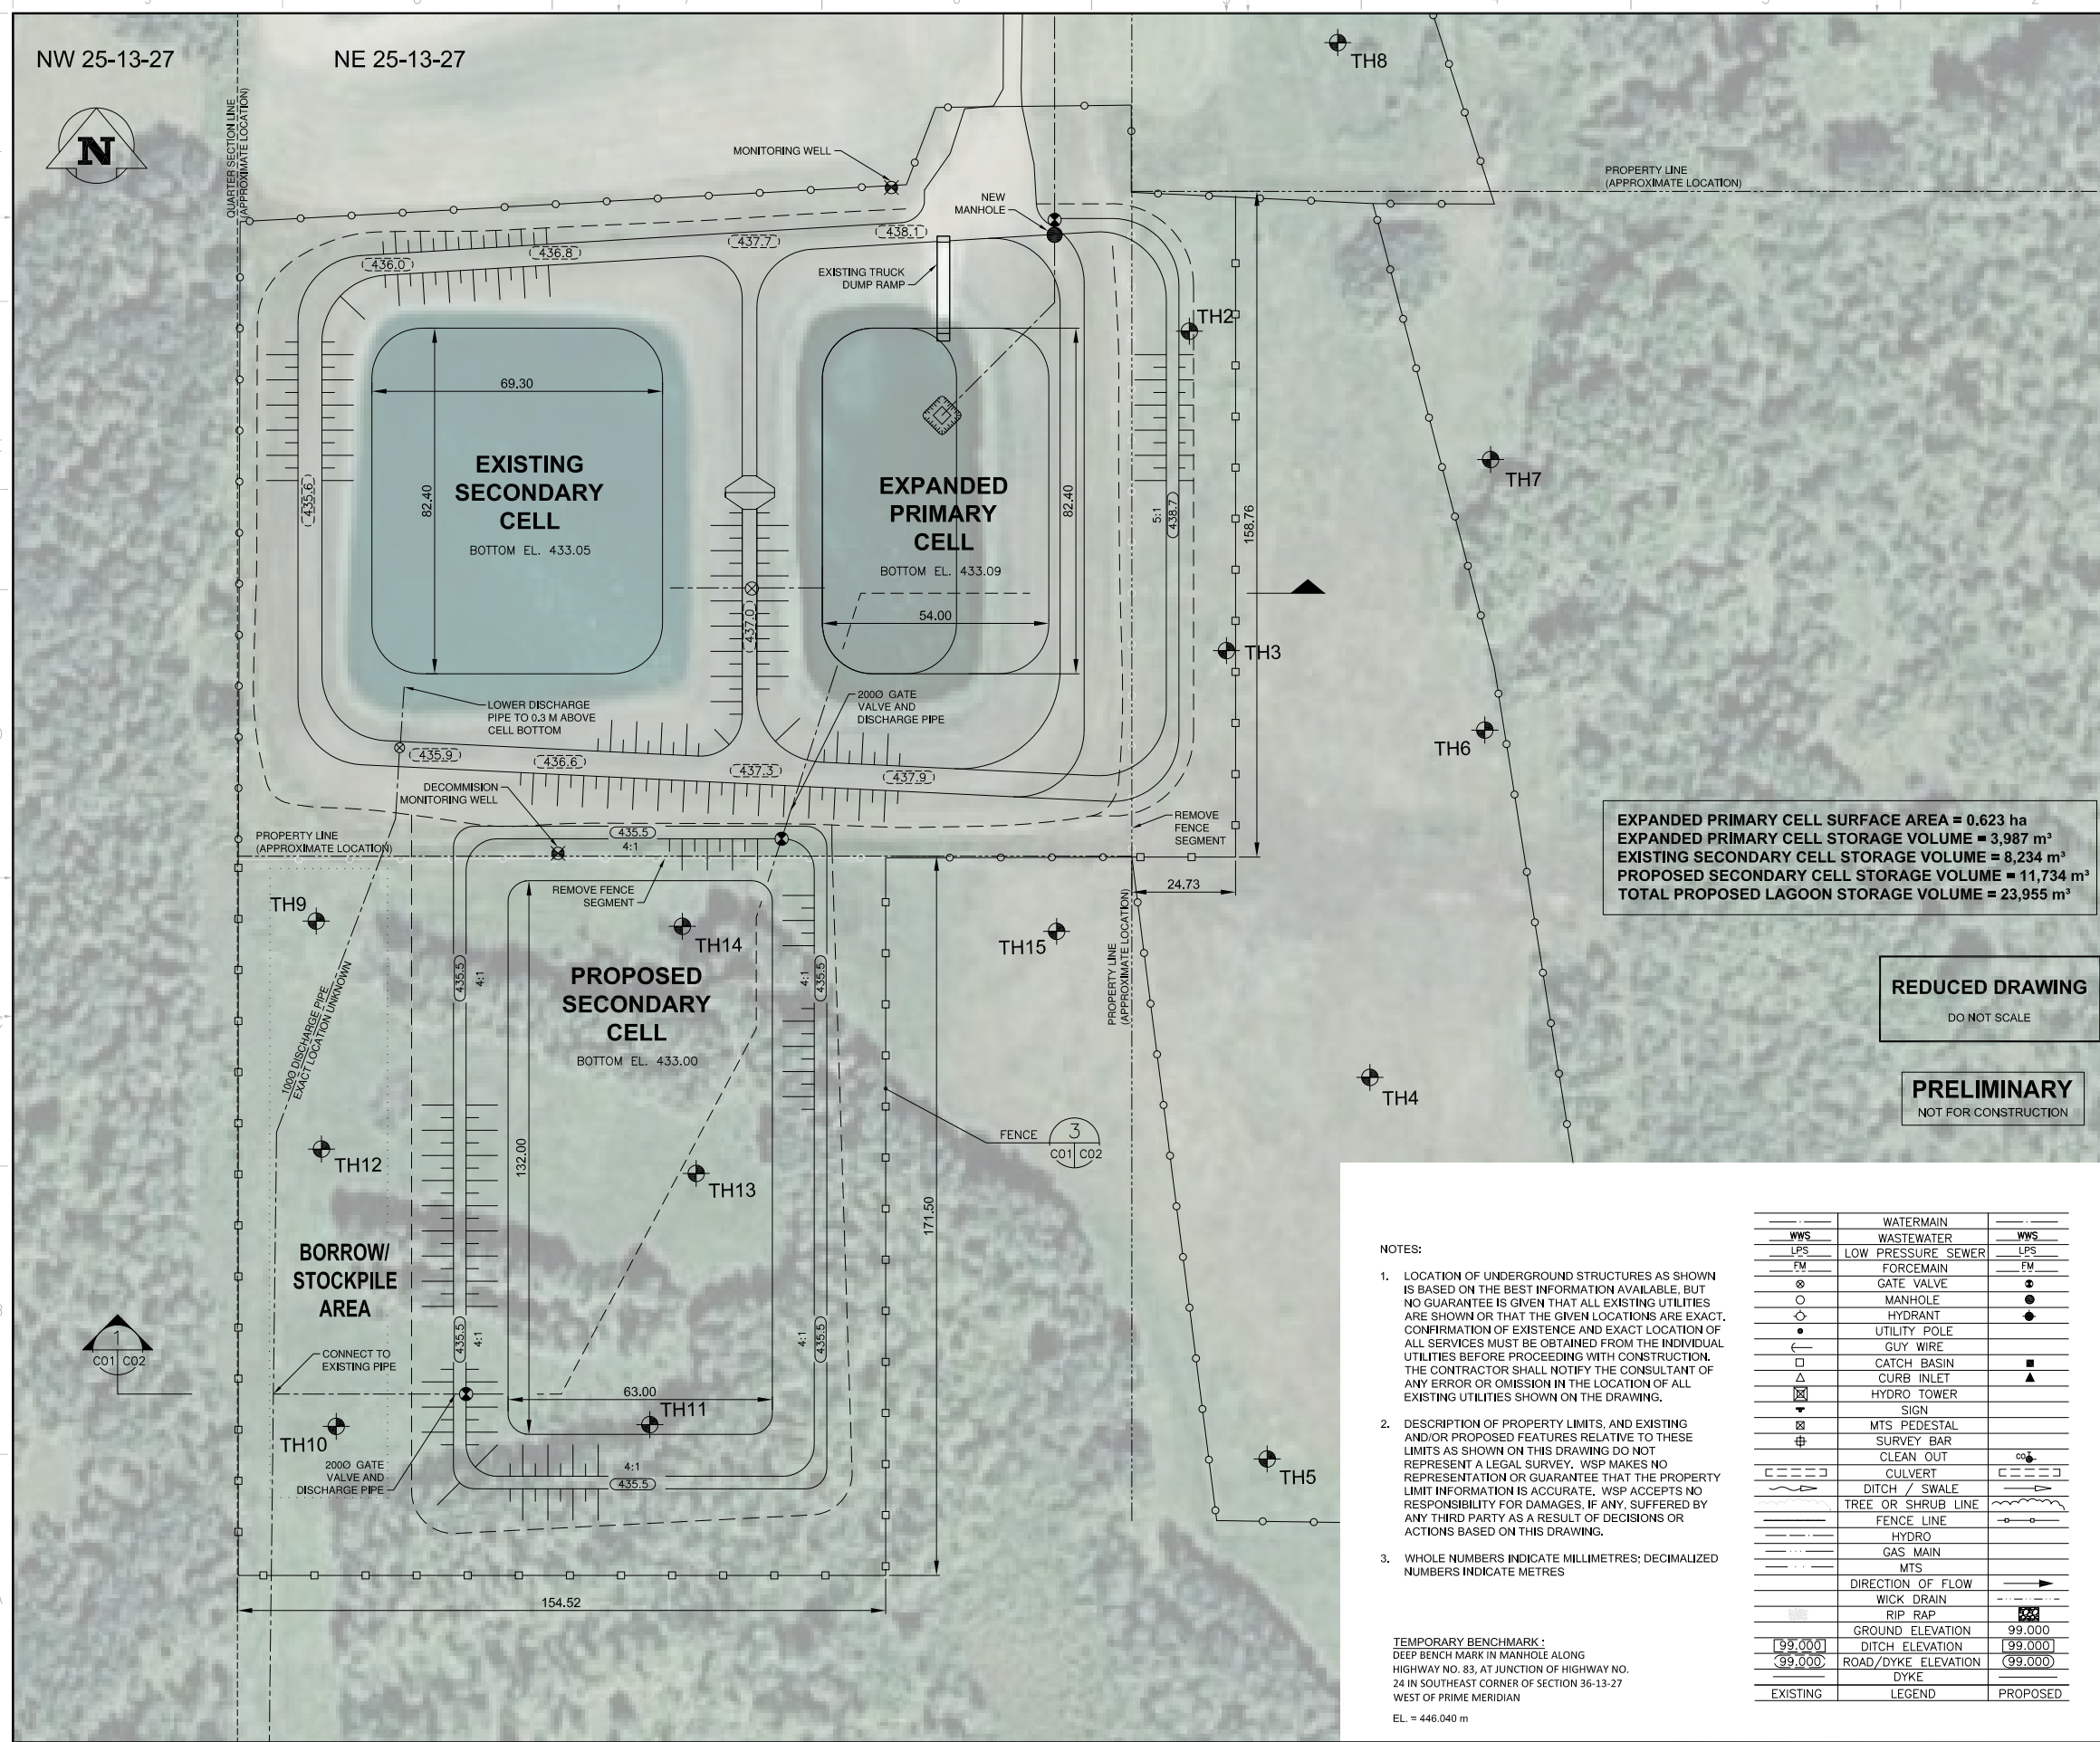 NW 25-13-27
NE 25-13-27
N
QUARTER SECTION LINE
(APPROXIMATE LOCATION)
MONITORING WELL
NEW
MANHOLE
TH8
PROPERTY LINE
(APPROXIMATE LOCATION)
436.0
436.8
437.7
438.1
EXISTING TRUCK
DUMP RAMP
TH2
69.30
82.40
EXISTING
SECONDARY
CELL
BOTTOM EL. 433.05
435.6
EXPANDED
PRIMARY
CELL
BOTTOM EL. 433.09
82.40
54.00
5:1
438.7
158.76
TH7
437.0
TH3
TH6
LOWER DISCHARGE
PIPE TO 0.3 M ABOVE
CELL BOTTOM
200Ø GATE
VALVE AND
DISCHARGE PIPE
435.9
436.6
437.3
437.9
DECOMMISION
MONITORING WELL
PROPERTY LINE
(APPROXIMATE LOCATION)
435.5
4:1
REMOVE
FENCE
SEGMENT
EXPANDED PRIMARY CELL SURFACE AREA = 0.623 ha
EXPANDED PRIMARY CELL STORAGE VOLUME = 3,987 m³
EXISTING SECONDARY CELL STORAGE VOLUME = 8,234 m³
PROPOSED SECONDARY CELL STORAGE VOLUME = 11,734 m³
TOTAL PROPOSED LAGOON STORAGE VOLUME = 23,955 m³
REMOVE FENCE
SEGMENT
24.73
TH9
TH14
TH15
PROPERTY LINE
(APPROXIMATE LOCATION)
435.5
4:1
PROPOSED
SECONDARY
CELL
BOTTOM EL. 433.00
4:1
435.5
REDUCED DRAWING
DO NOT SCALE
100Ø DISCHARGE PIPE
EXACT LOCATION UNKNOWN
TH4
PRELIMINARY
NOT FOR CONSTRUCTION
132.00
FENCE
3
C01 C02
TH12
TH13
171.50
BORROW/
STOCKPILE
AREA
1
C01 C02
435.5
4:1
4:1
435.5
CONNECT TO
EXISTING PIPE
63.00
TH11
TH10
200Ø GATE
VALVE AND
DISCHARGE PIPE
4:1
435.5
TH5
154.52
NOTES:
1. LOCATION OF UNDERGROUND STRUCTURES AS SHOWN
IS BASED ON THE BEST INFORMATION AVAILABLE, BUT
NO GUARANTEE IS GIVEN THAT ALL EXISTING UTILITIES
ARE SHOWN OR THAT THE GIVEN LOCATIONS ARE EXACT.
CONFIRMATION OF EXISTENCE AND EXACT LOCATION OF
ALL SERVICES MUST BE OBTAINED FROM THE INDIVIDUAL
UTILITIES BEFORE PROCEEDING WITH CONSTRUCTION.
THE CONTRACTOR SHALL NOTIFY THE CONSULTANT OF
ANY ERROR OR OMISSION IN THE LOCATION OF ALL
EXISTING UTILITIES SHOWN ON THE DRAWING.
2. DESCRIPTION OF PROPERTY LIMITS, AND EXISTING
AND/OR PROPOSED FEATURES RELATIVE TO THESE
LIMITS AS SHOWN ON THIS DRAWING DO NOT
REPRESENT A LEGAL SURVEY. WSP MAKES NO
REPRESENTATION OR GUARANTEE THAT THE PROPERTY
LIMIT INFORMATION IS ACCURATE. WSP ACCEPTS NO
RESPONSIBILITY FOR DAMAGES, IF ANY, SUFFERED BY
ANY THIRD PARTY AS A RESULT OF DECISIONS OR
ACTIONS BASED ON THIS DRAWING.
3. WHOLE NUMBERS INDICATE MILLIMETRES; DECIMALIZED
NUMBERS INDICATE METRES
TEMPORARY BENCHMARK :
DEEP BENCH MARK IN MANHOLE ALONG
HIGHWAY NO. 83, AT JUNCTION OF HIGHWAY NO.
24 IN SOUTHEAST CORNER OF SECTION 36-13-27
WEST OF PRIME MERIDIAN
EL. = 446.040 m
WATERMAIN
WWS WASTEWATER WWS
LPS LOW PRESSURE SEWER LPS
FM FORCEMAIN FM
GATE VALVE
MANHOLE
HYDRANT
UTILITY POLE
GUY WIRE
CATCH BASIN
CURB INLET
HYDRO TOWER
SIGN
MTS PEDESTAL
SURVEY BAR
CLEAN OUT CO
CULVERT
DITCH / SWALE
TREE OR SHRUB LINE
FENCE LINE
HYDRO
GAS MAIN
MTS
DIRECTION OF FLOW
WICK DRAIN
RIP RAP
GROUND ELEVATION 99.000
99.000 DITCH ELEVATION 99.000
99.000 ROAD/DYKE ELEVATION 99.000
DYKE
EXISTING LEGEND PROPOSED